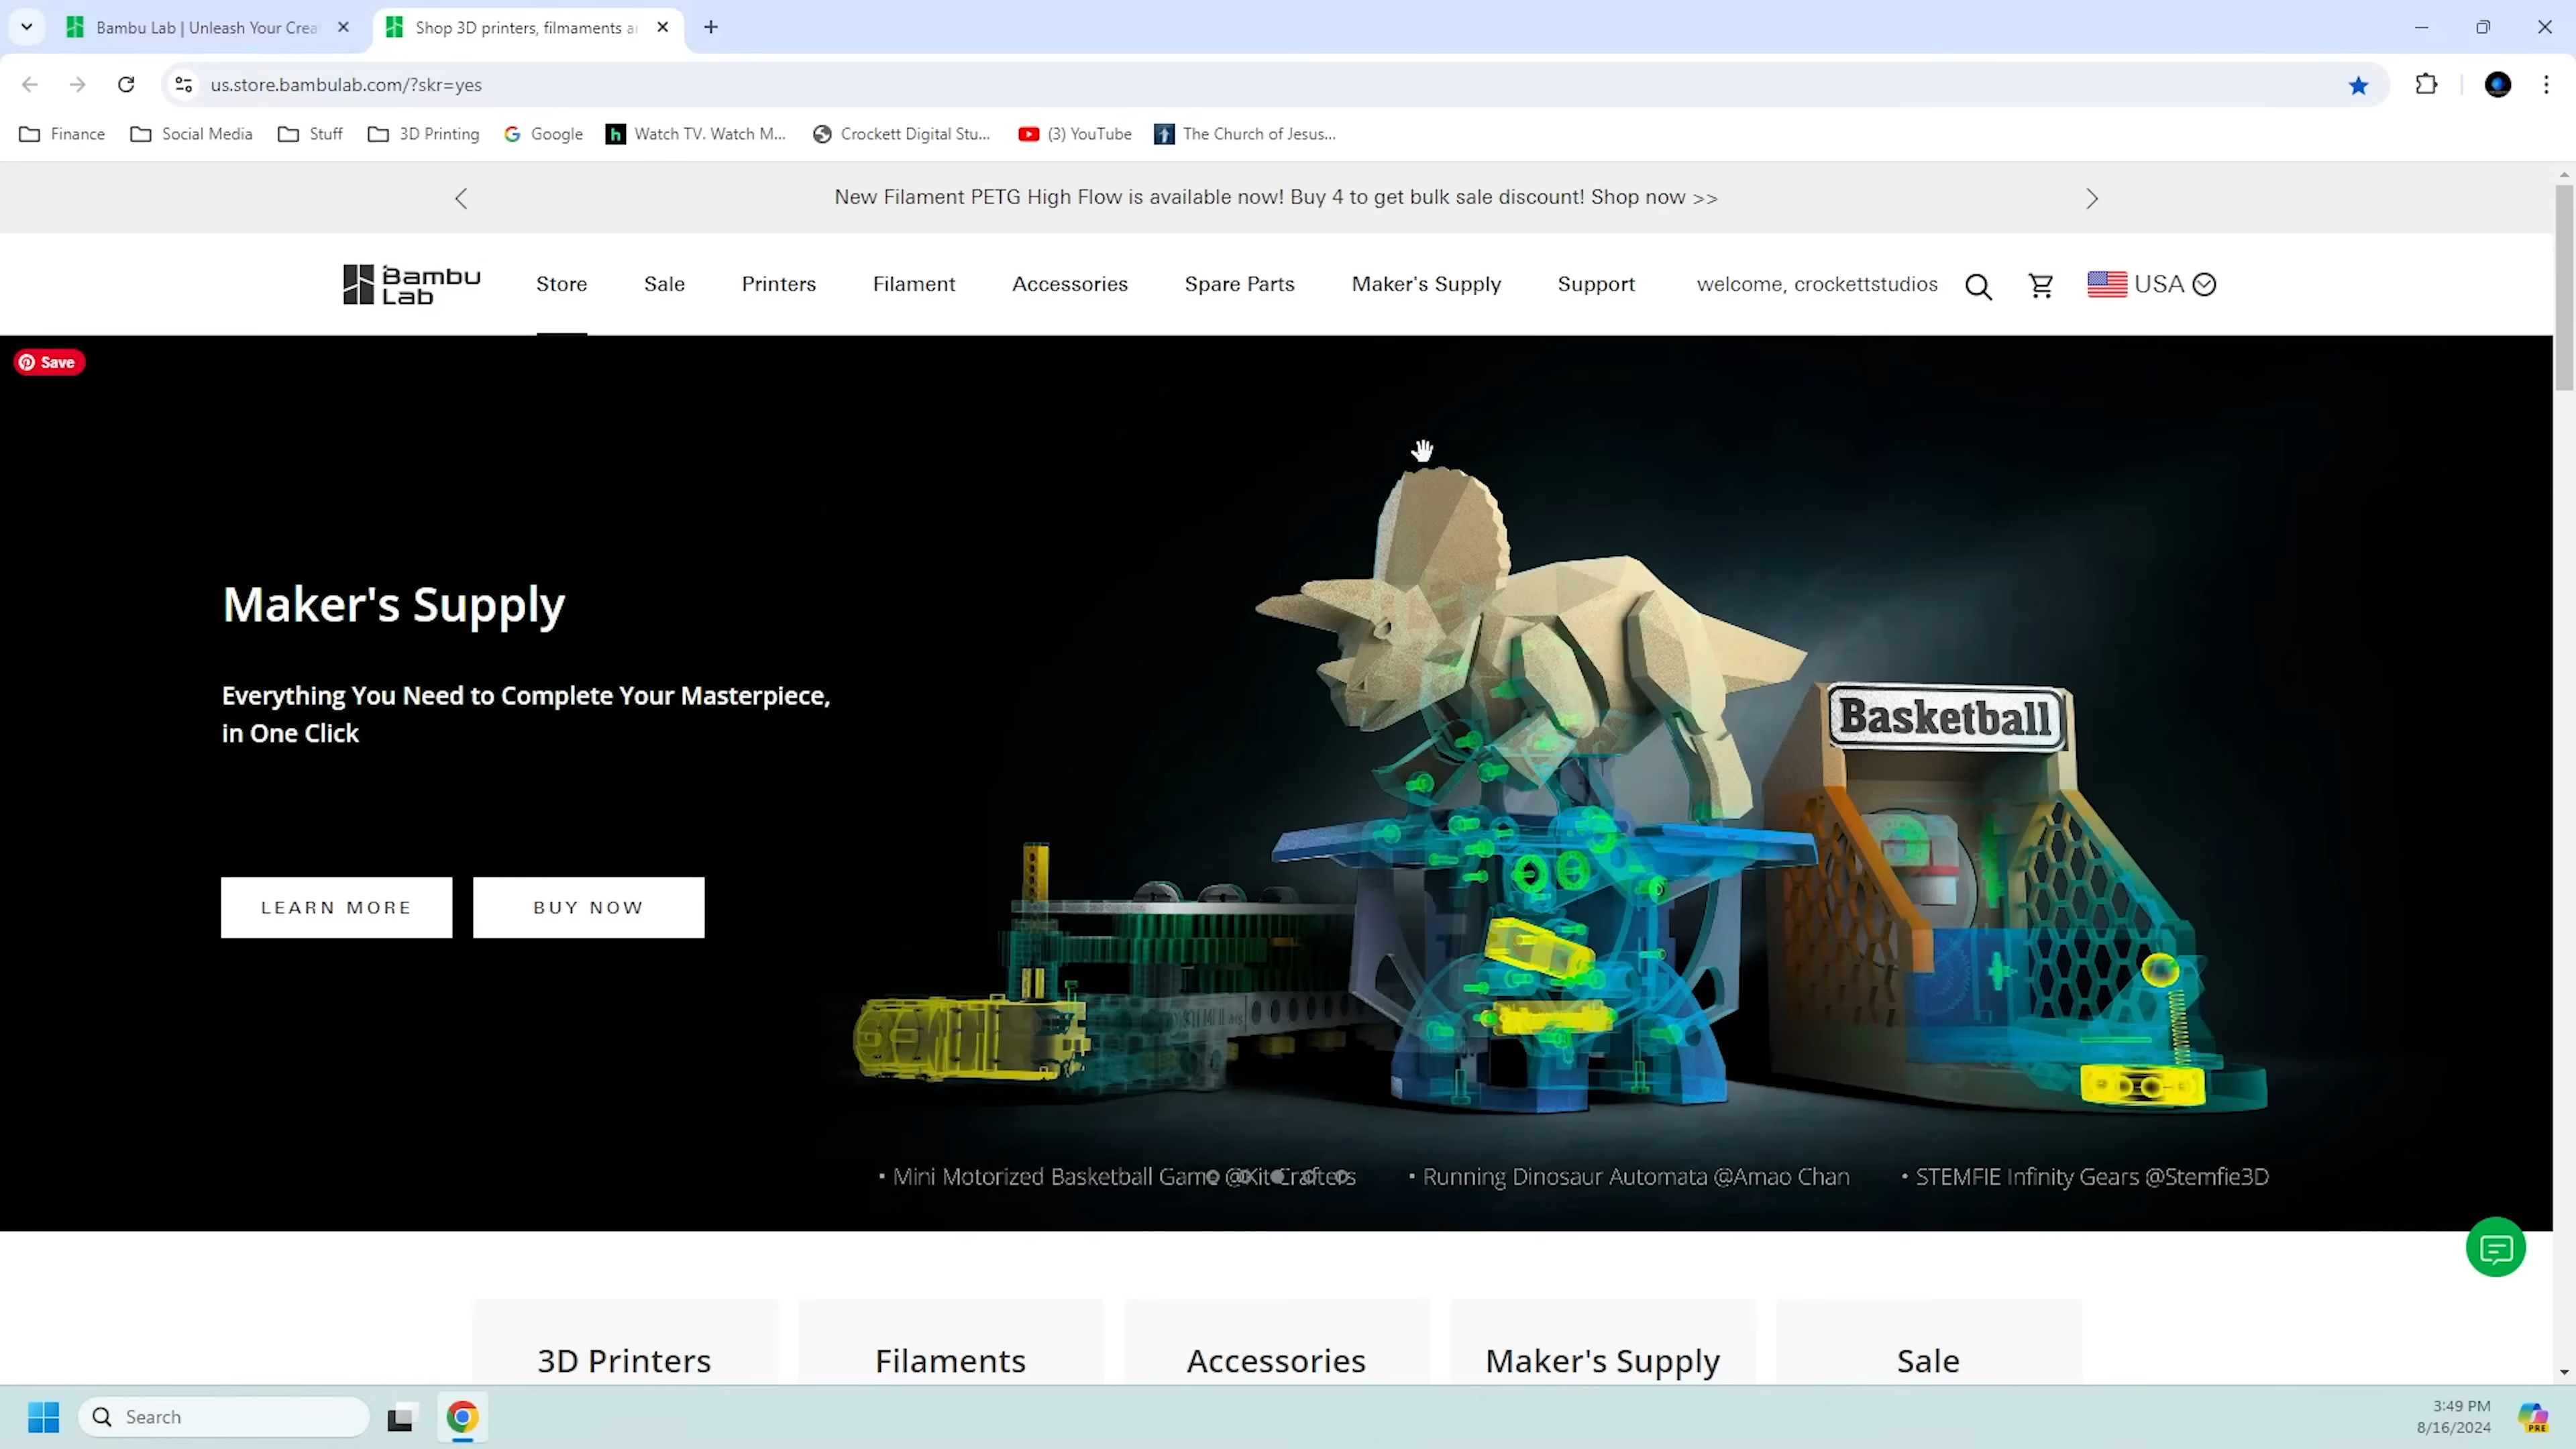 Bambu Lab | Unleash Your Crea
Shop 3D printers, filmaments a
us.store.bambulab.com/?skr=yes
Finance
Social Media
Stuff
3D Printing
Google
Watch TV. Watch M...
Crockett Digital Stu...
(3) YouTube
The Church of Jesus...
New Filament PETG High Flow is available now! Buy 4 to get bulk sale discount! Shop now >>
Bambu
Lab
Store
Sale
Printers
Filament
Accessories
Spare Parts
Maker's Supply
Support
welcome, crockettstudios
USA
Save
Maker's Supply
Everything You Need to Complete Your Masterpiece,
in One Click
LEARN MORE
BUY NOW
Basketball
• Mini Motorized Basketball Game @Kit Crafters
• Running Dinosaur Automata @Amao Chan
• STEMFIE Infinity Gears @Stemfie3D
3D Printers
Filaments
Accessories
Maker's Supply
Sale
Search
3:49 PM
8/16/2024
PRE